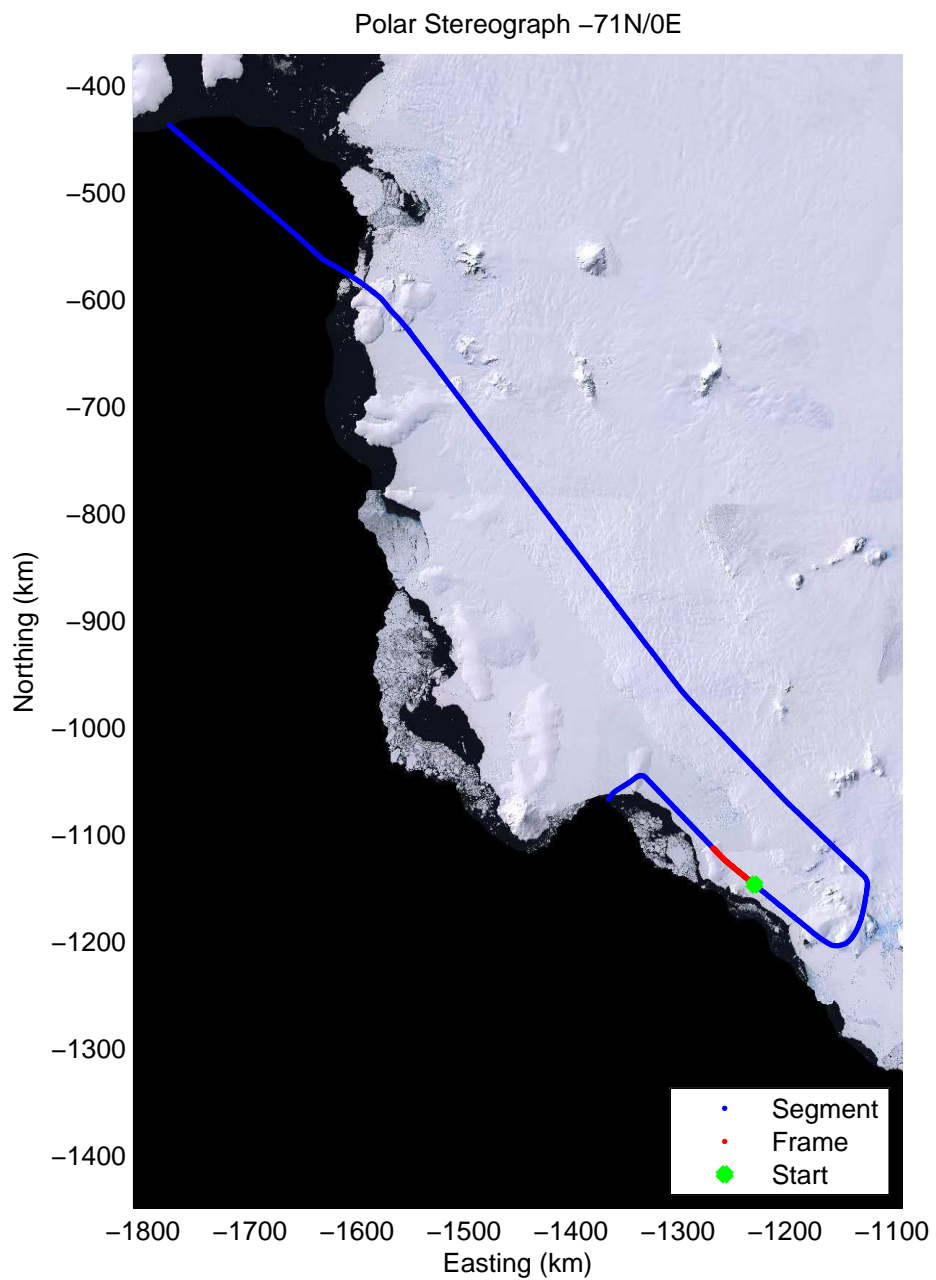 Polar Stereograph −71N/0E
−400
−500
−600
−700
−800
−900
−1000
−1100
−1200
−1300
−1400
Northing (km)
Segment
Frame
Start
−1800 −1700 −1600 −1500 −1400 −1300 −1200 −1100
Easting (km)